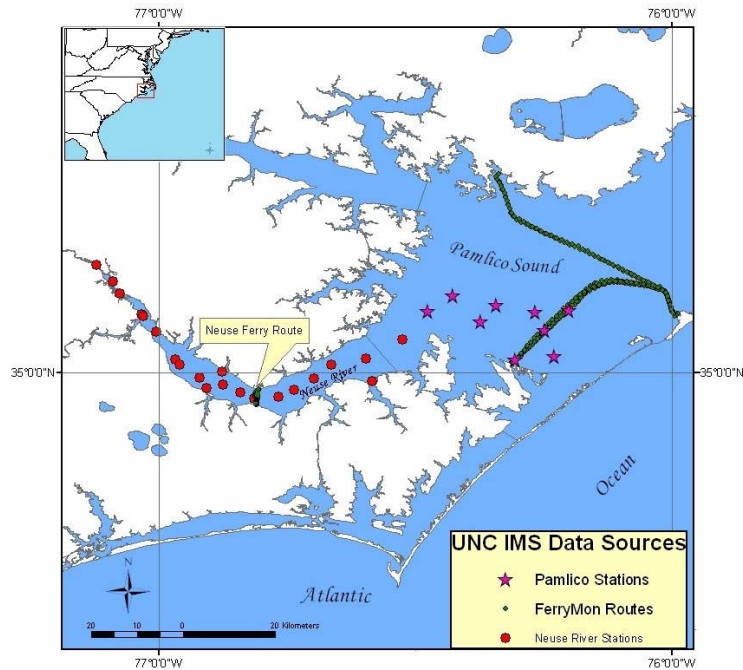 77°0'0"W
76°0'0"W
Pamlico Sound
Neuse Ferry Route
35°0'0"N
35°0'0"N
Neuse River
Ocean
UNC IMS Data Sources
Pamlico Stations
FerryMon Routes
Neuse River Stations
N
Atlantic
20 0 20 Kilometers
77°0'0"W
76°0'0"W